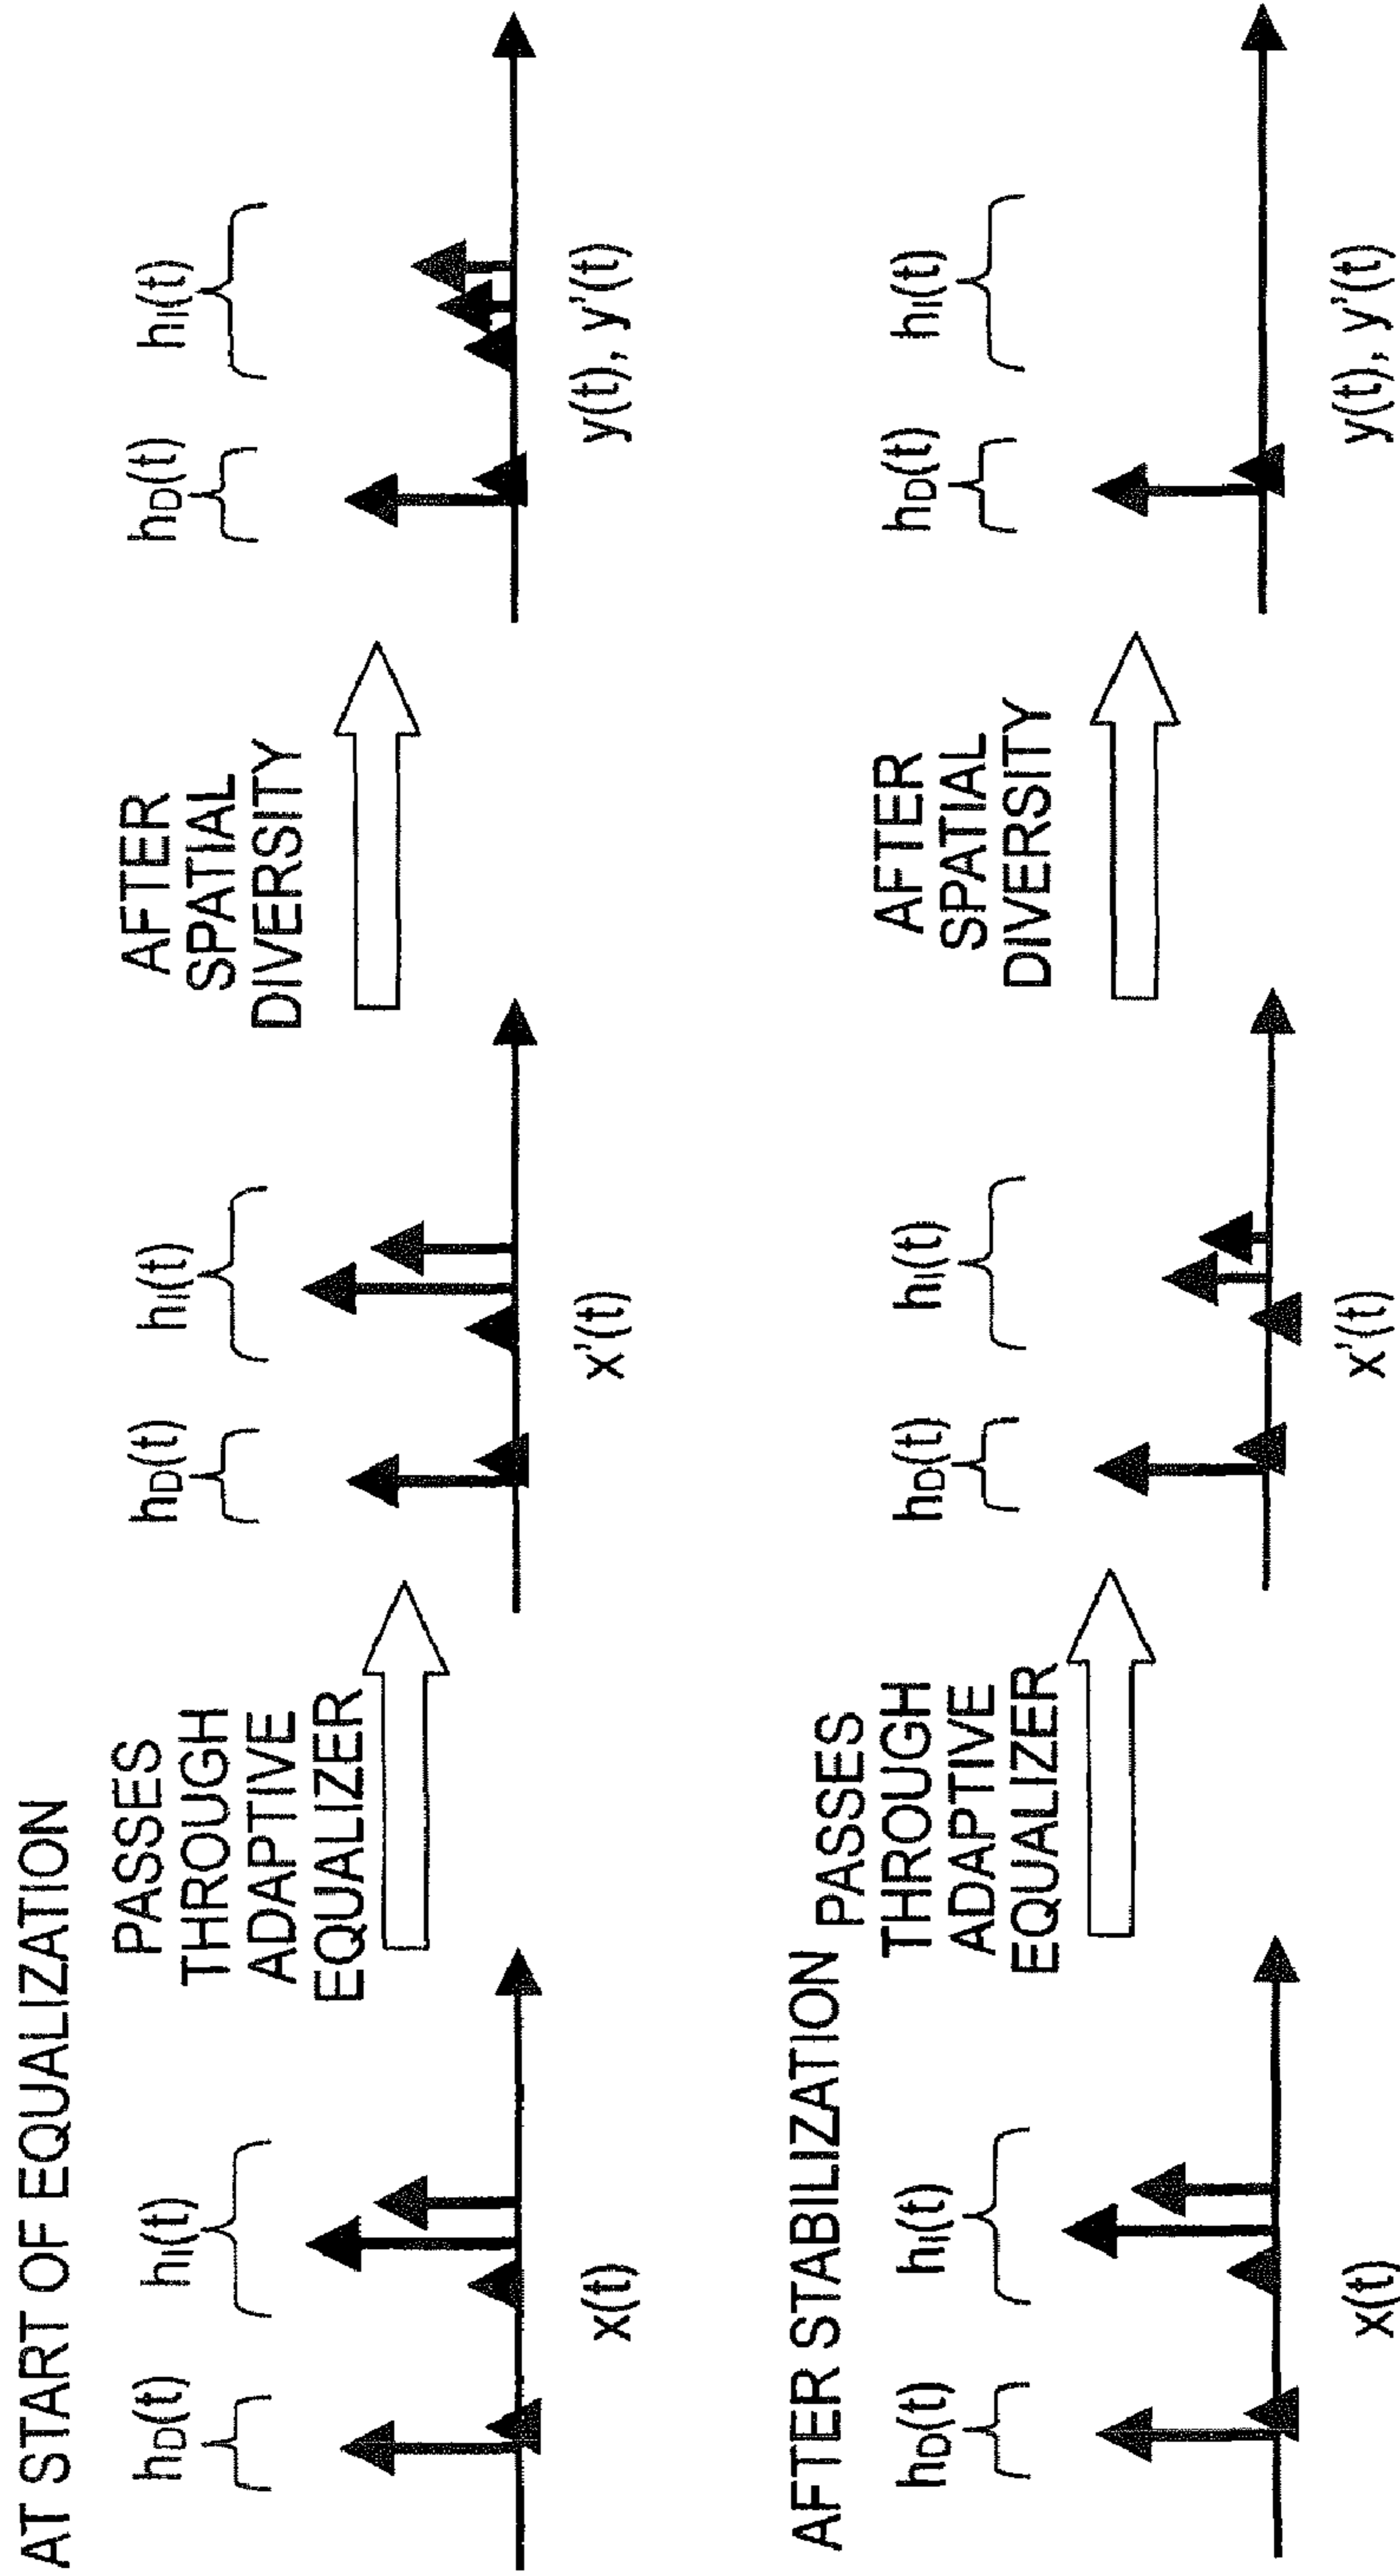 AT START OF EQUALIZATION
hD(t)
hI(t)
x(t)
PASSES
THROUGH
ADAPTIVE
EQUALIZER
hD(t)
hI(t)
x'(t)
AFTER
SPATIAL
DIVERSITY
hD(t)
hI(t)
y(t), y'(t)
AFTER STABILIZATION
hD(t)
hI(t)
x(t)
PASSES
THROUGH
ADAPTIVE
EQUALIZER
hD(t)
hI(t)
x'(t)
AFTER
SPATIAL
DIVERSITY
hD(t)
hI(t)
y(t), y'(t)